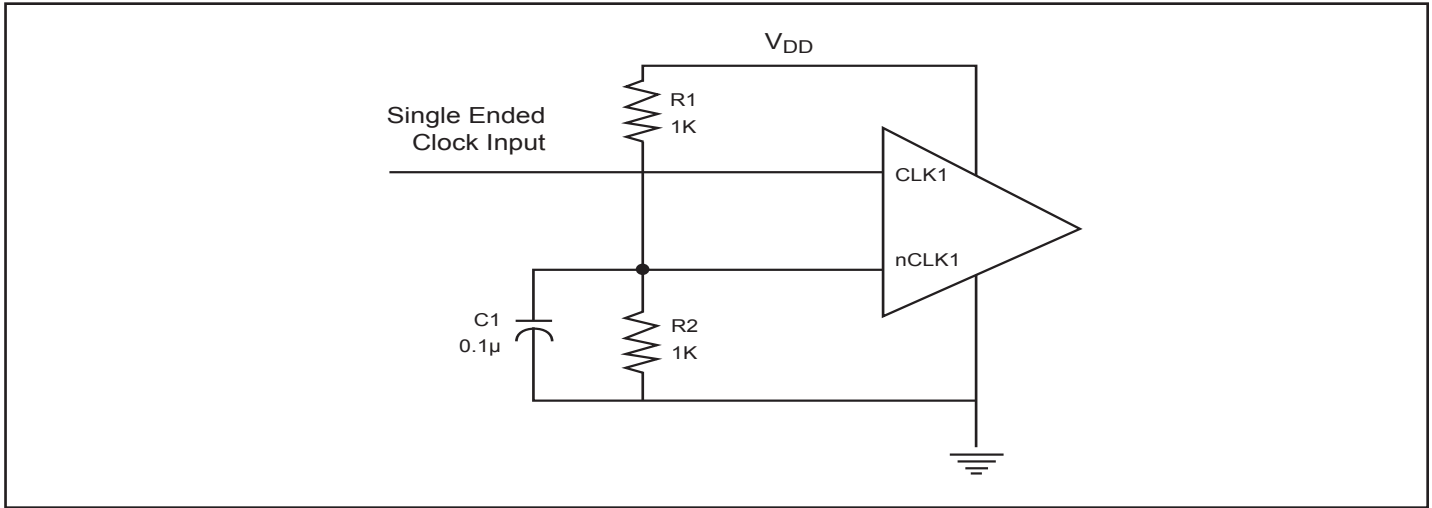 VDD
R1
1K
Single Ended
Clock Input
CLK1
nCLK1
C1
0.1µ
R2
1K